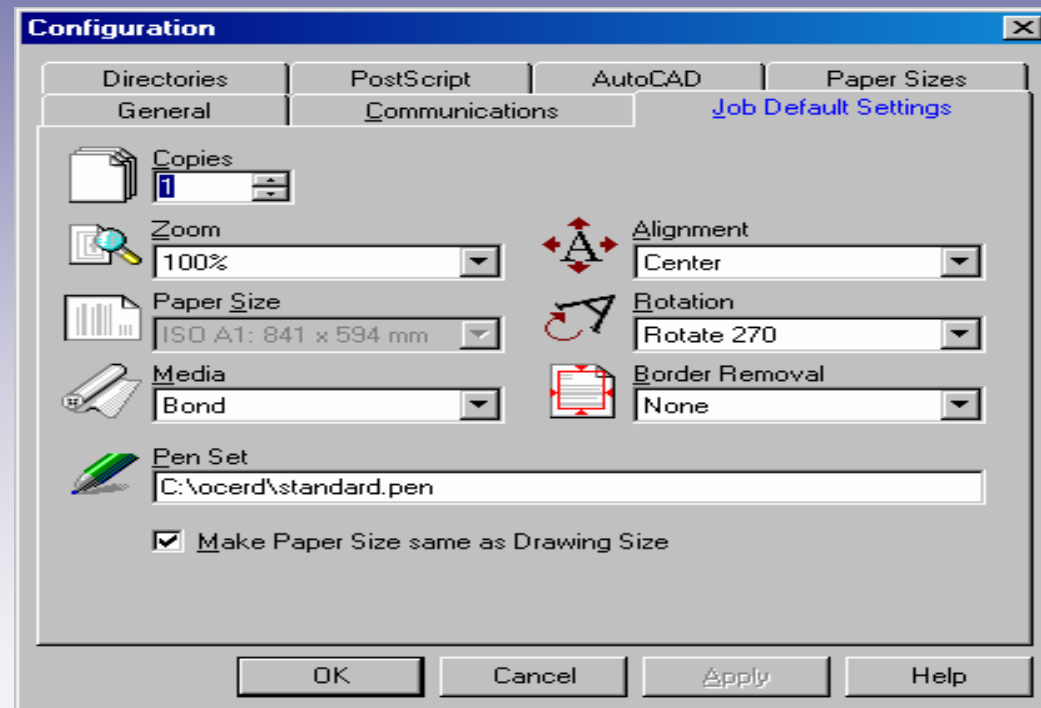 Configuration
Directories PostScript AutoCAD Paper Sizes
General Communications Job Default Settings
Copies
1
Zoom Alignment
100% Center
Paper Size Rotation
ISO A1: 841 x 594 mm Rotate 270
Media Border Removal
Bond None
Pen Set
C:\ocerd\standard.pen
Make Paper Size same as Drawing Size
OK Cancel Apply Help